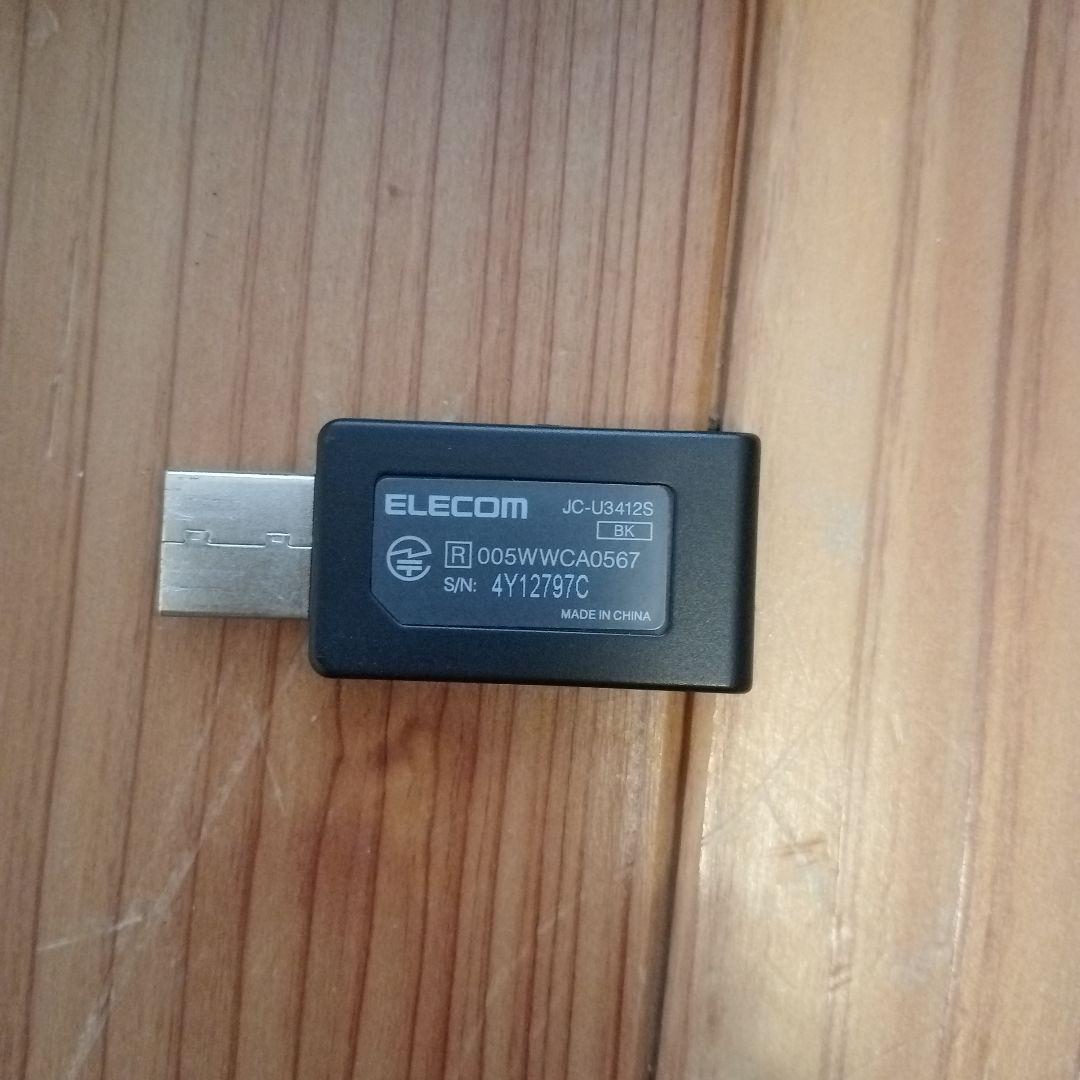 ELECOM JC-U3412S
BK
R 005WWCA0567
S/N: 4Y12797C
MADE IN CHINA